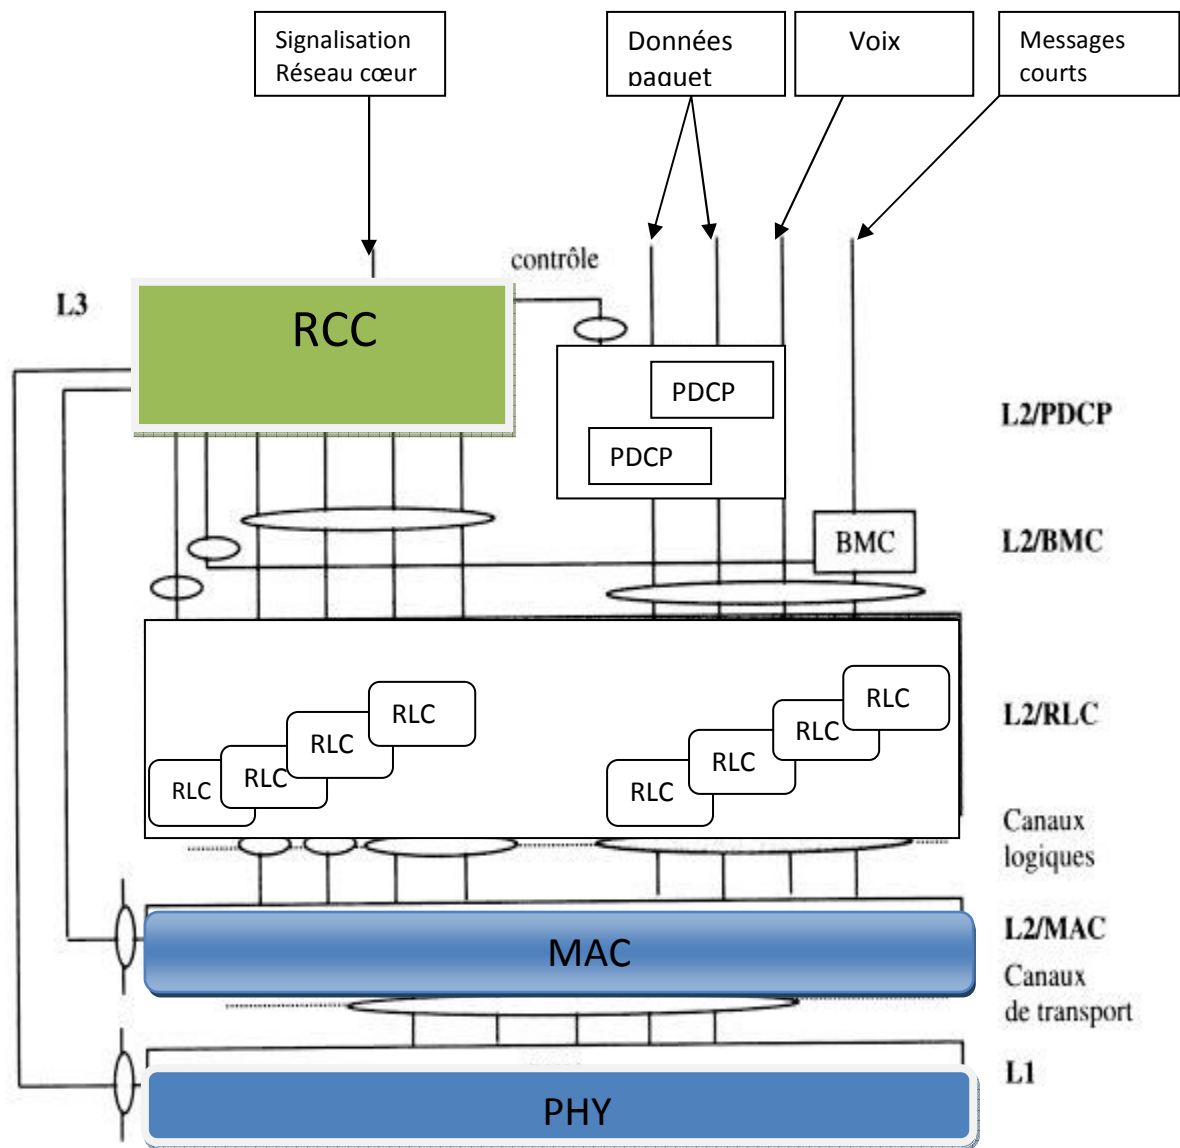 Signalisation
Réseau cœur
Données
paquet
Voix
Messages
courts
contrôle
L3
RCC
PDCP
L2/PDCP
PDCP
BMC
L2/BMC
RLC
RLC
L2/RLC
RLC
RLC
RLC
RLC
RLC
RLC
Canaux
logiques
L2/MAC
MAC
Canaux
de transport
L1
PHY